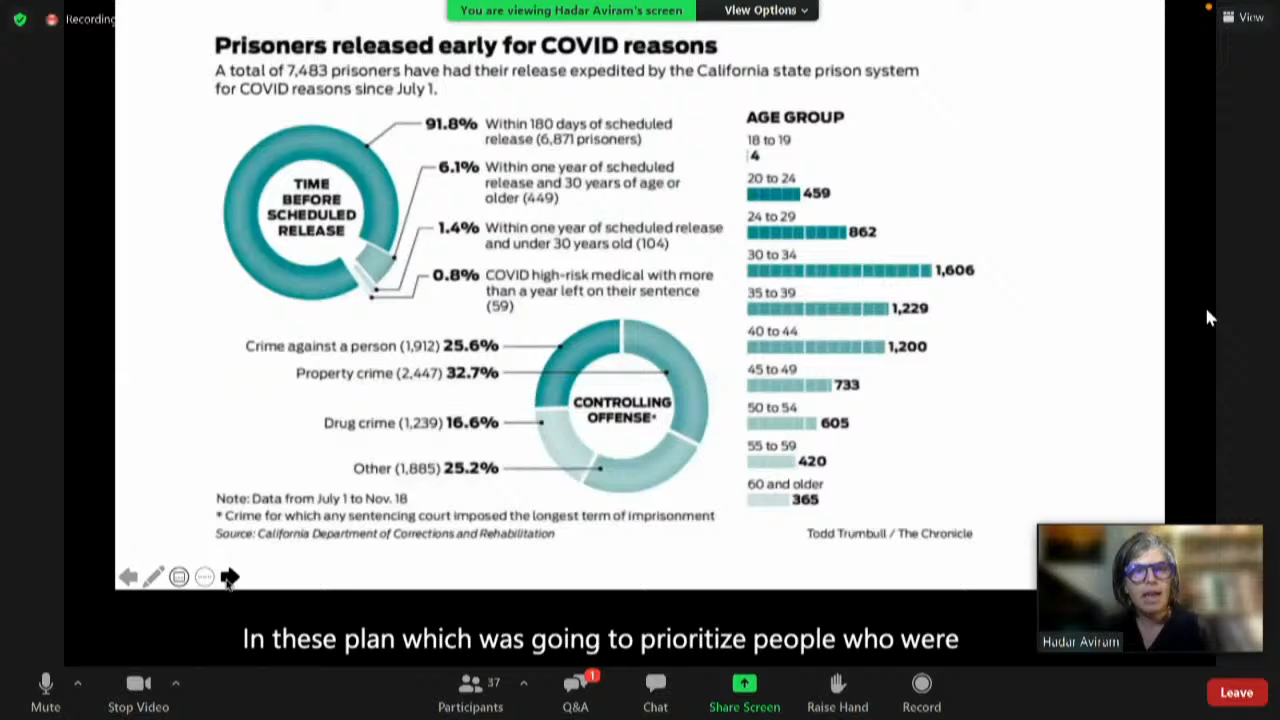 You are viewing Hadar Aviram's screen
View Options
Recording
View
Prisoners released early for COVID reasons
A total of 7,483 prisoners have had their release expedited by the California state prison system
for COVID reasons since July 1.
TIME
BEFORE
SCHEDULED
RELEASE
91.8% Within 180 days of scheduled
release (6,871 prisoners)
6.1% Within one year of scheduled
release and 30 years of age or
older (449)
1.4% Within one year of scheduled release
and under 30 years old (104)
0.8% COVID high-risk medical with more
than a year left on their sentence
(59)
Crime against a person (1,912) 25.6%
Property crime (2,447) 32.7%
Drug crime (1,239) 16.6%
Other (1,885) 25.2%
CONTROLLING
OFFENSE*
AGE GROUP
18 to 19
4
20 to 24
459
24 to 29
862
30 to 34
1,606
35 to 39
1,229
40 to 44
1,200
45 to 49
733
50 to 54
605
55 to 59
420
60 and older
365
Note: Data from July 1 to Nov. 18
* Crime for which any sentencing court imposed the longest term of imprisonment
Source: California Department of Corrections and Rehabilitation
Todd Trumbull / The Chronicle
Hadar Aviram
In these plan which was going to prioritize people who were
Mute
Stop Video
37
Participants
1
Q&A
Chat
Share Screen
Raise Hand
Record
Leave